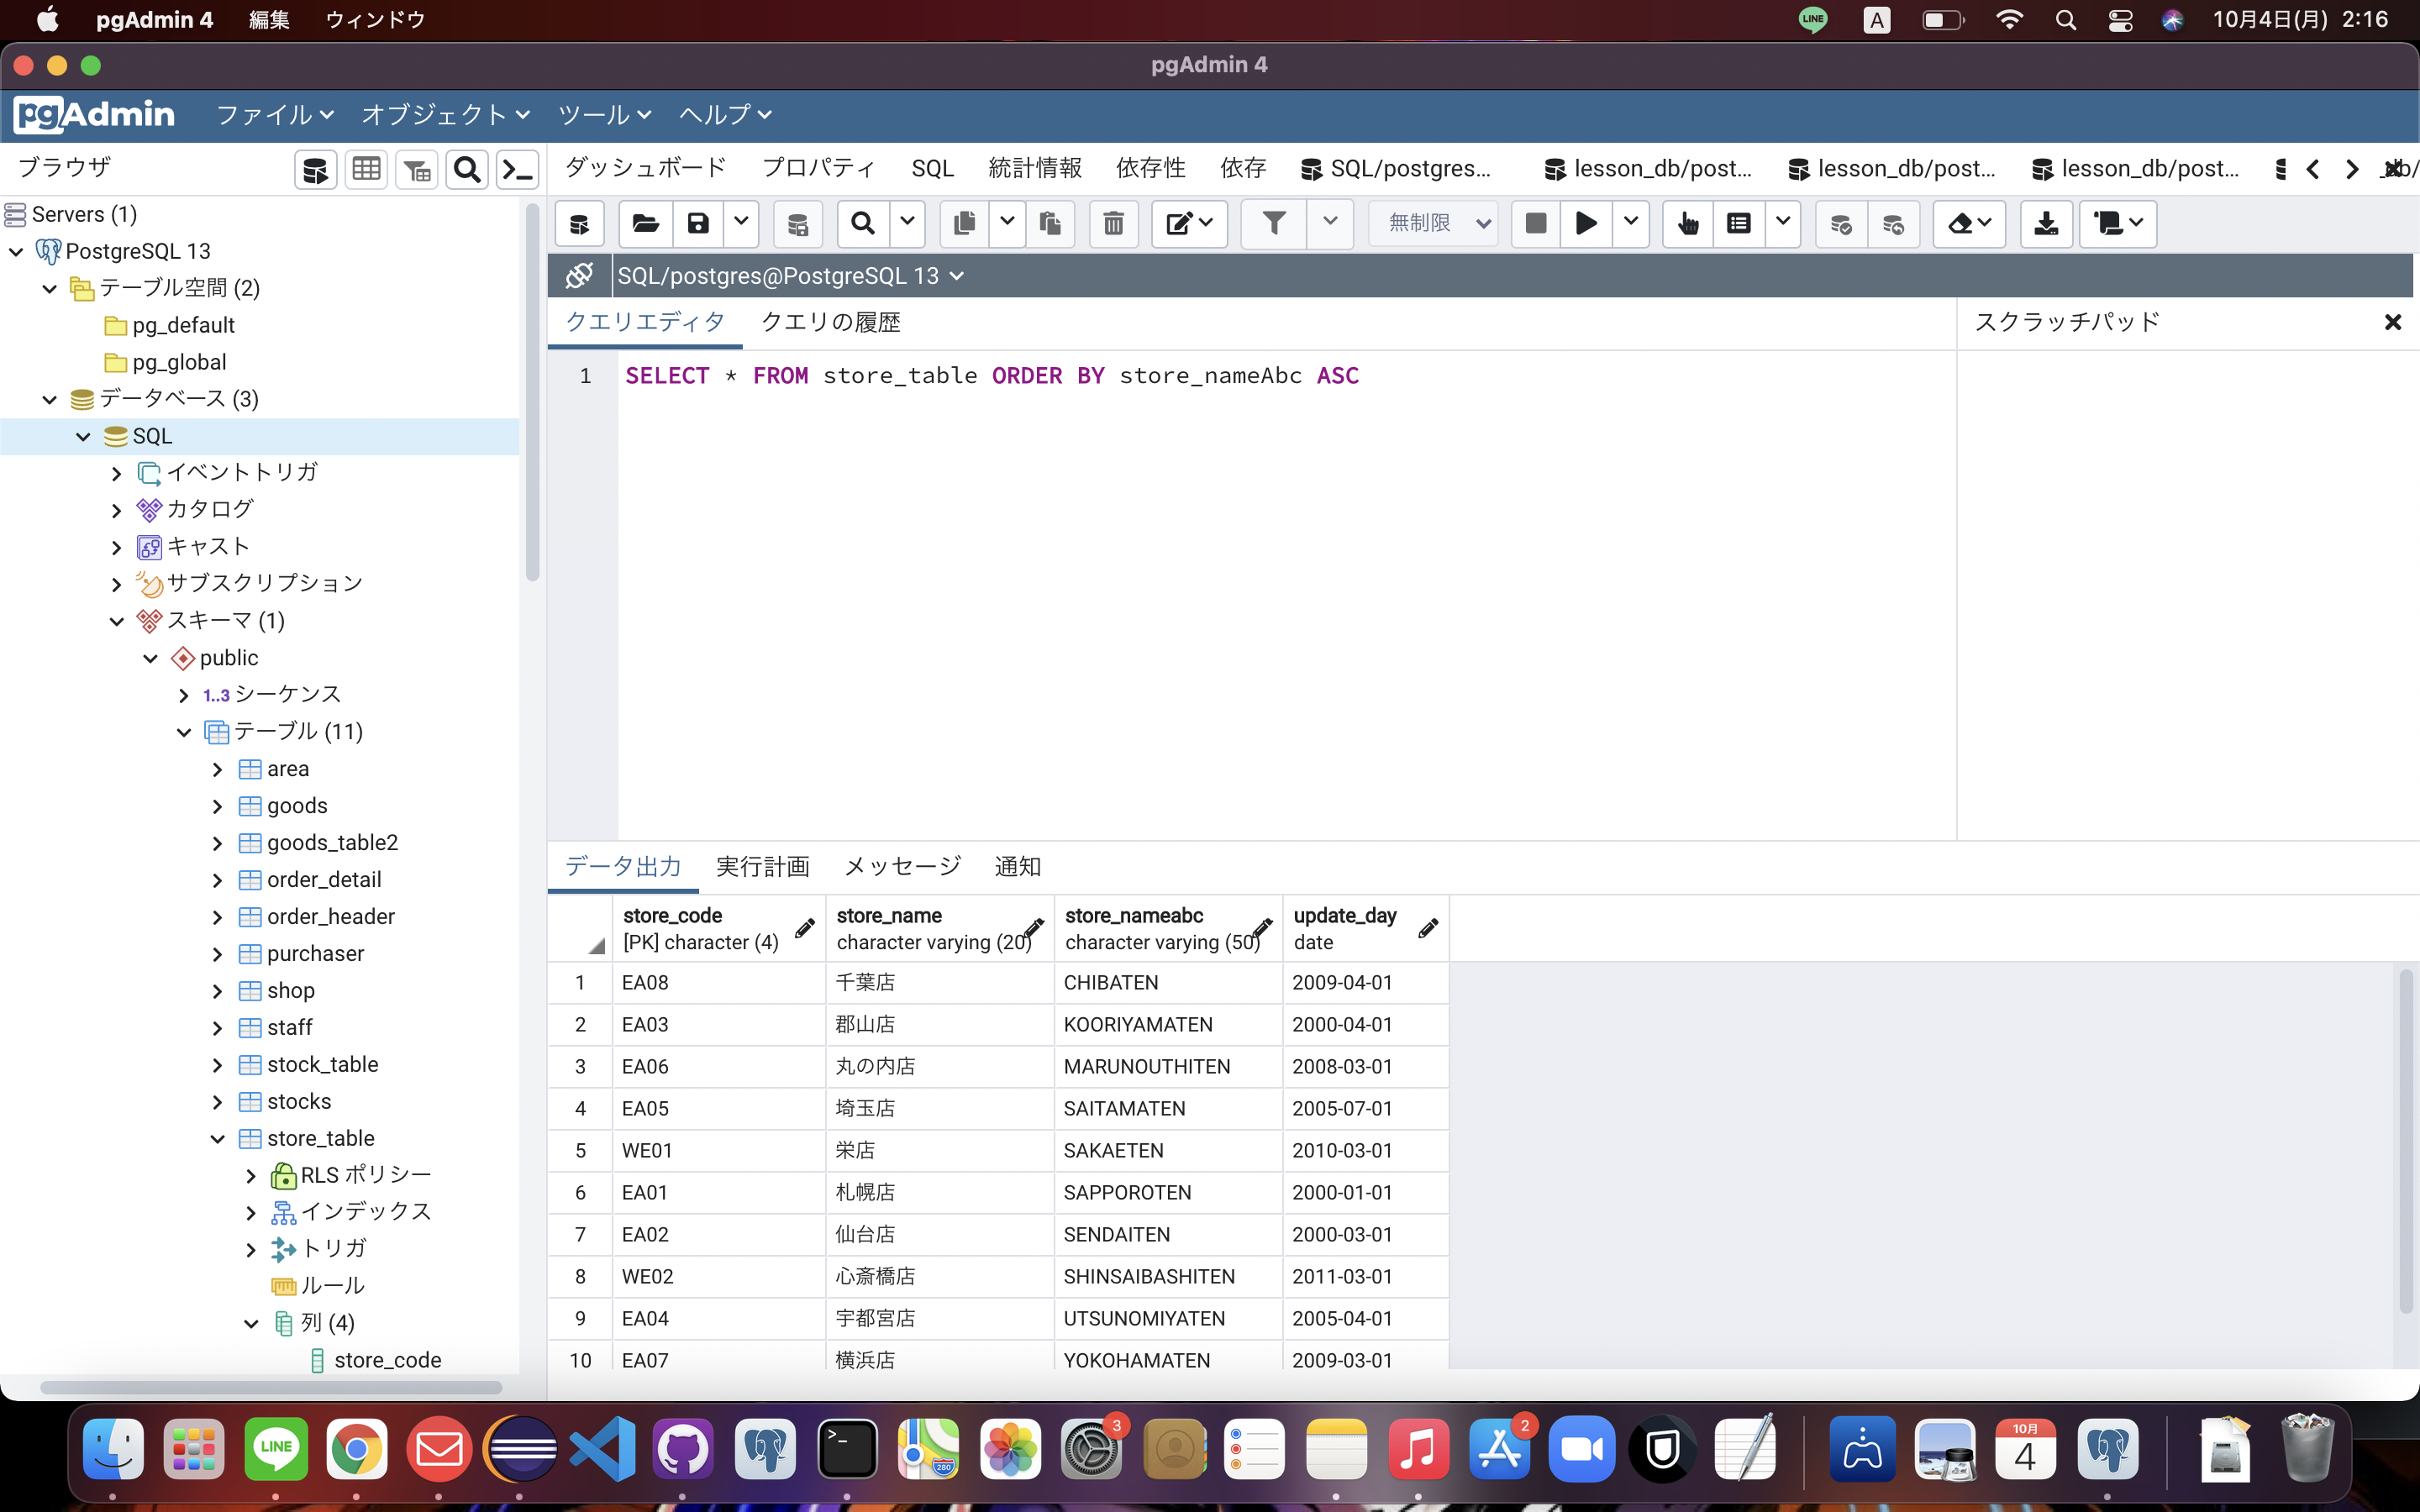 pgAdmin 4 編集 ウィンドウ LINE A 10月4日(月) 2:16
pgAdmin 4
pgAdmin ファイル オブジェクト ツール ヘルプ
ブラウザ
ダッシュボード プロパティ SQL 統計情報 依存性 依存 SQL/postgres... lesson_db/post... lesson_db/post... lesson_db/post...
無制限
SQL/postgres@PostgreSQL 13
クエリエディタ クエリの履歴 スクラッチパッド
1 SELECT * FROM store_table ORDER BY store_nameAbc ASC
Servers (1)
PostgreSQL 13
テーブル空間 (2)
pg_default
pg_global
データベース (3)
SQL
イベントトリガ
カタログ
キャスト
サブスクリプション
スキーマ (1)
public
1..3 シーケンス
テーブル (11)
area
goods
goods_table2
order_detail
order_header
purchaser
shop
staff
stock_table
stocks
store_table
RLS ポリシー
インデックス
トリガ
ルール
列 (4)
store_code
データ出力 実行計画 メッセージ 通知
store_code store_name store_nameabc update_day
[PK] character (4) character varying (20) character varying (50) date
1 EA08 千葉店 CHIBATEN 2009-04-01
2 EA03 郡山店 KOORIYAMATEN 2000-04-01
3 EA06 丸の内店 MARUNOUTHITEN 2008-03-01
4 EA05 埼玉店 SAITAMATEN 2005-07-01
5 WE01 栄店 SAKAETEN 2010-03-01
6 EA01 札幌店 SAPPOROTEN 2000-01-01
7 EA02 仙台店 SENDAITEN 2000-03-01
8 WE02 心斎橋店 SHINSAIBASHITEN 2011-03-01
9 EA04 宇都宮店 UTSUNOMIYATEN 2005-04-01
10 EA07 横浜店 YOKOHAMATEN 2009-03-01
LINE 280 3 2 10月 4